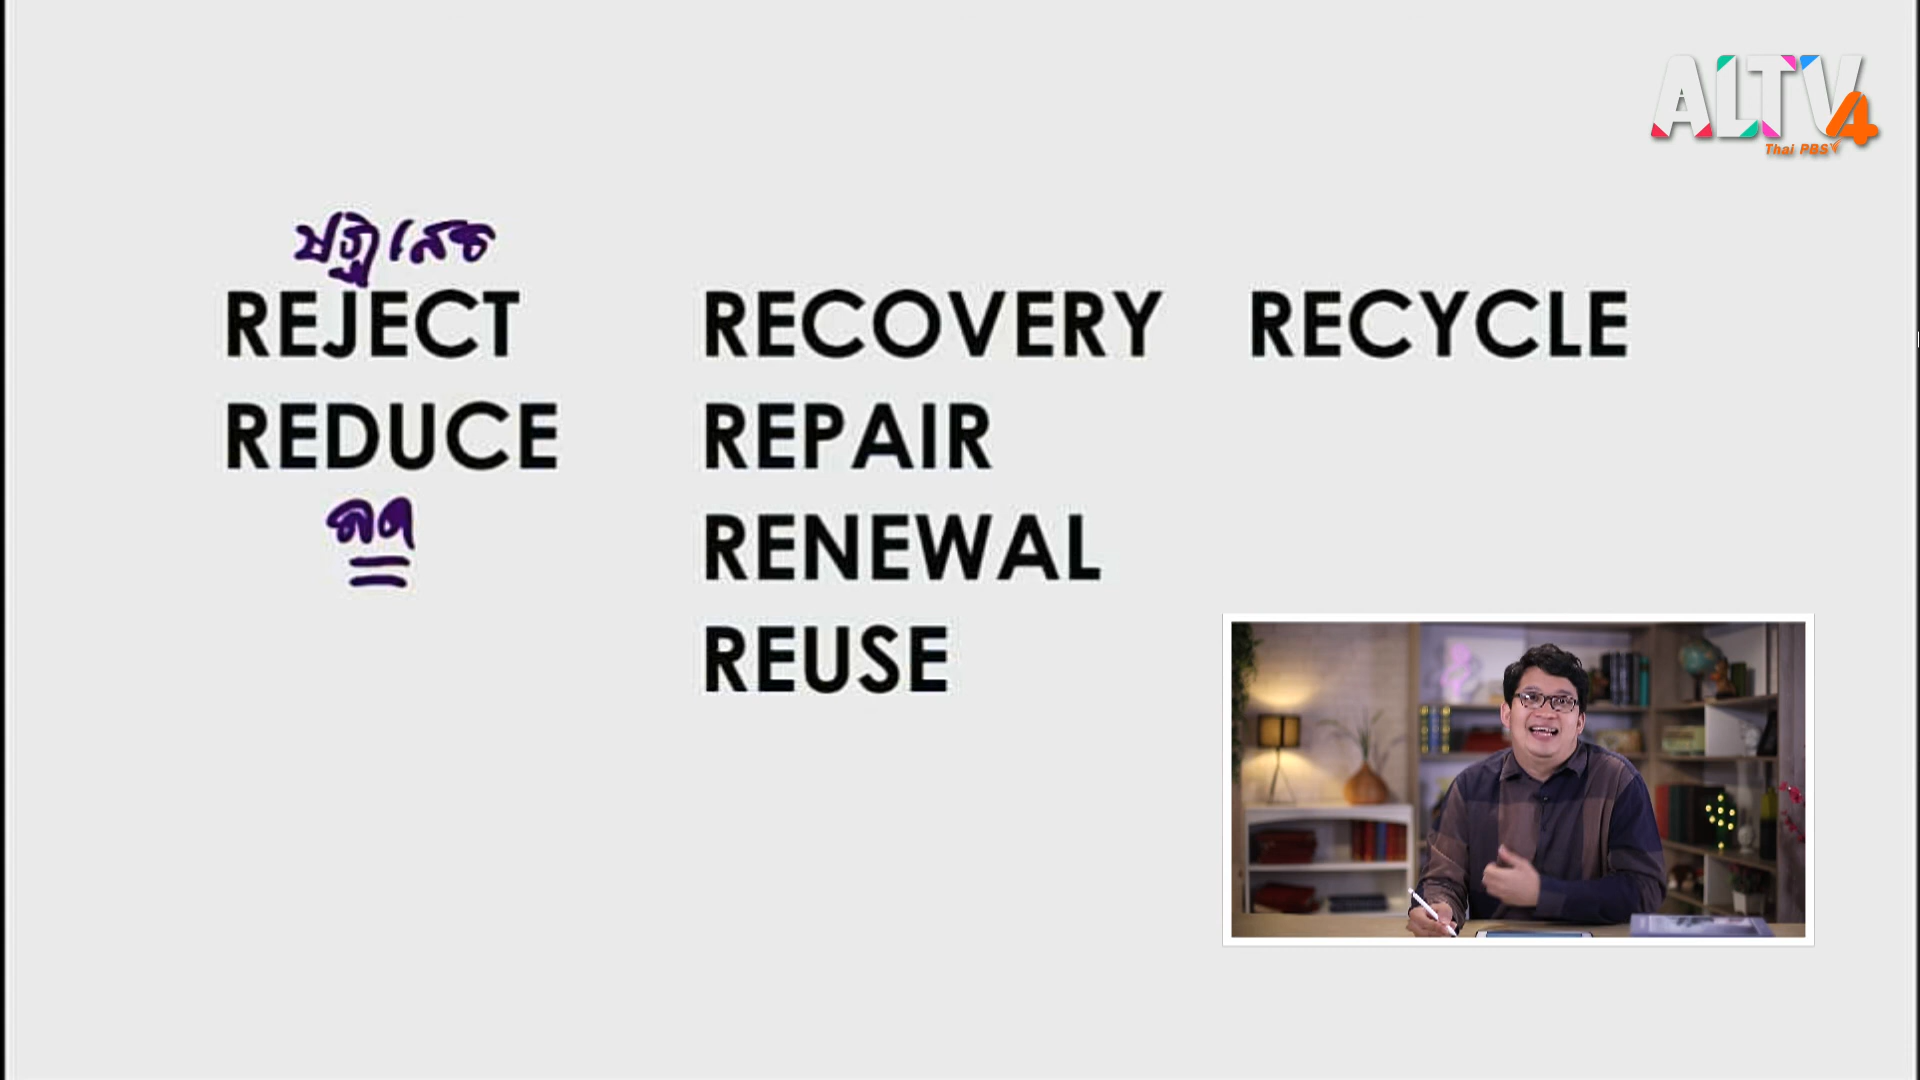 ALTV4
Thai PBS
ปฏิเสธ
REJECT
REDUCE
ลด
RECOVERY
REPAIR
RENEWAL
REUSE
RECYCLE